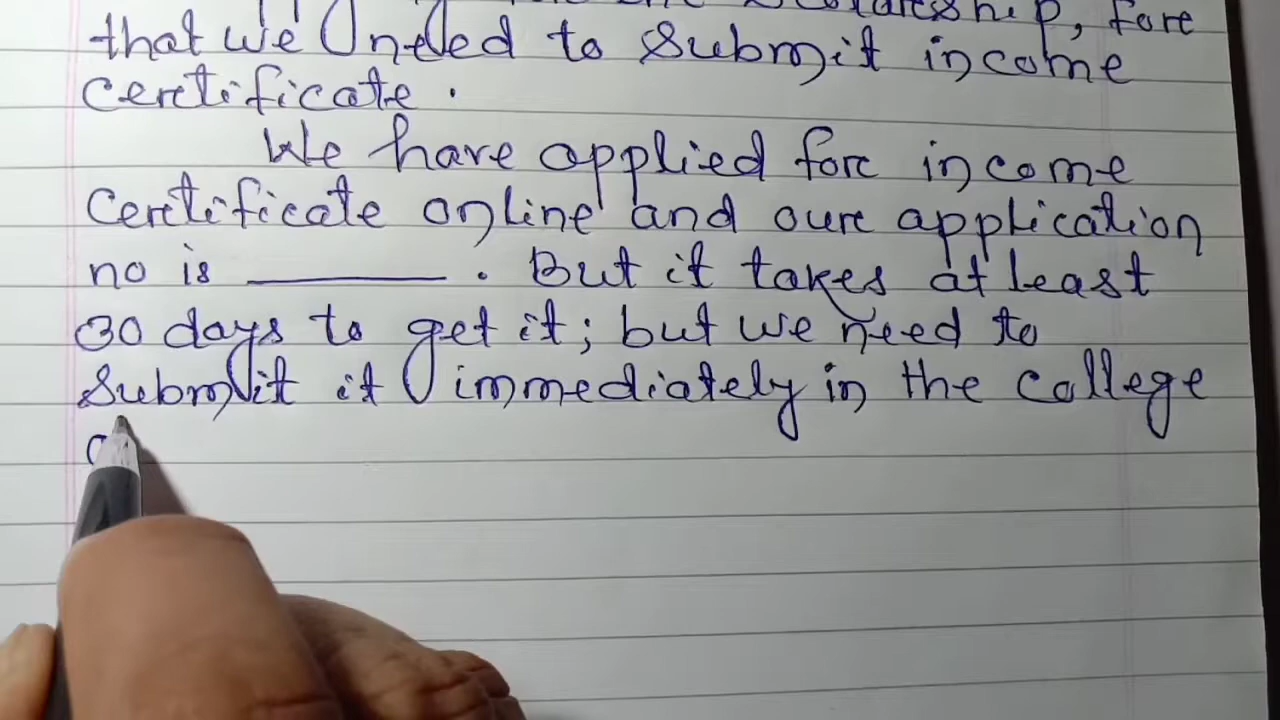 scholarship, for
that we need to submit income
certificate.
We have applied for income
certificate online and our application
no is ________. But it takes at least
30 days to get it; but we need to
submit it immediately in the college